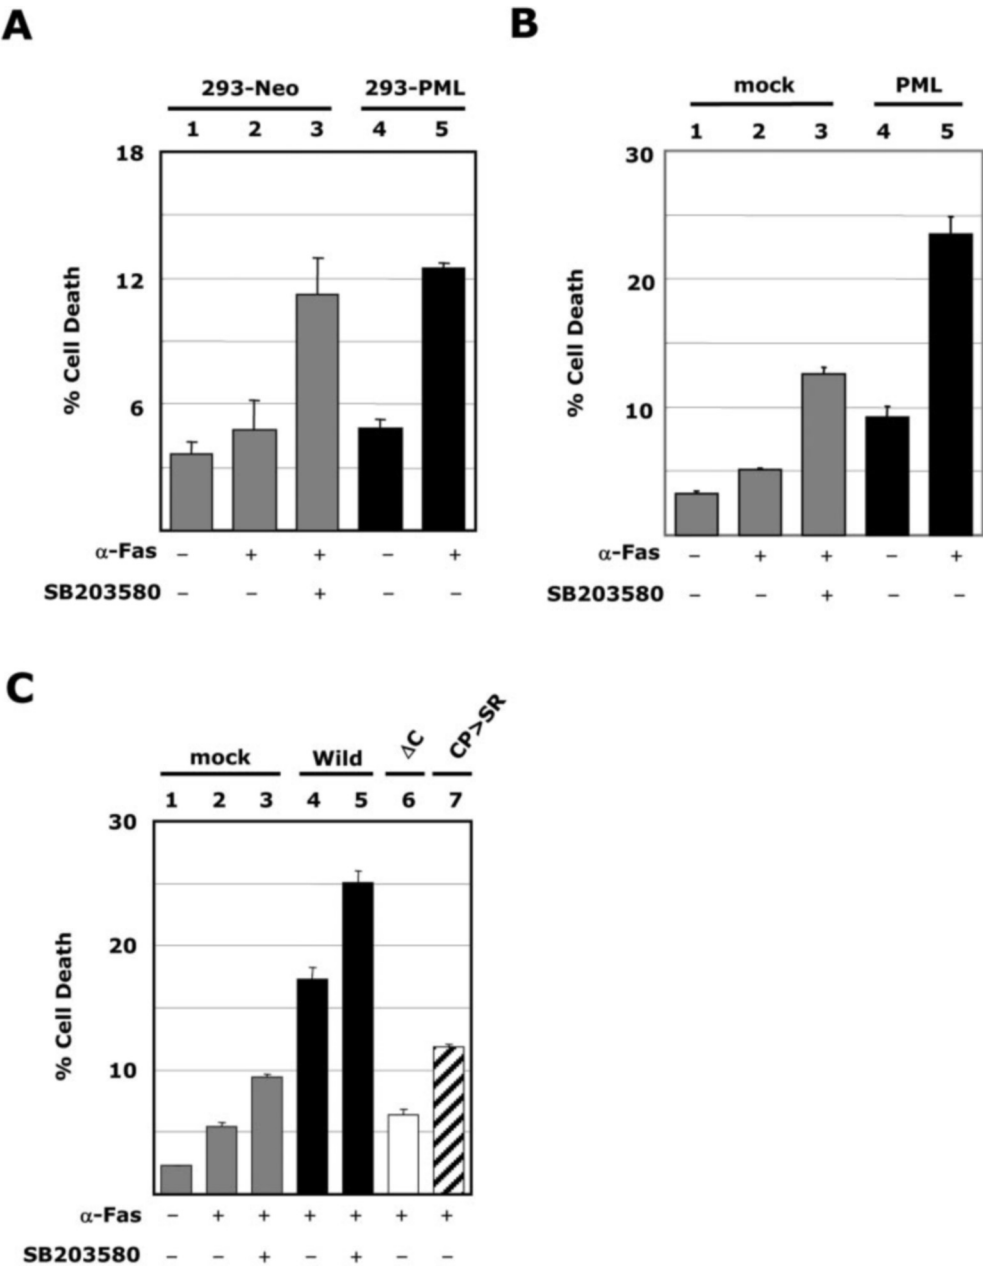 A
293-Neo 293-PML
1 2 3 4 5
18
12
6
% Cell Death
α-Fas – + + – +
SB203580 – – + – –
B
mock PML
1 2 3 4 5
30
20
10
% Cell Death
α-Fas – + + – +
SB203580 – – + – –
C
mock Wild ΔC CP>SR
1 2 3 4 5 6 7
30
20
10
% Cell Death
α-Fas – + + + + + +
SB203580 – – + – + – –